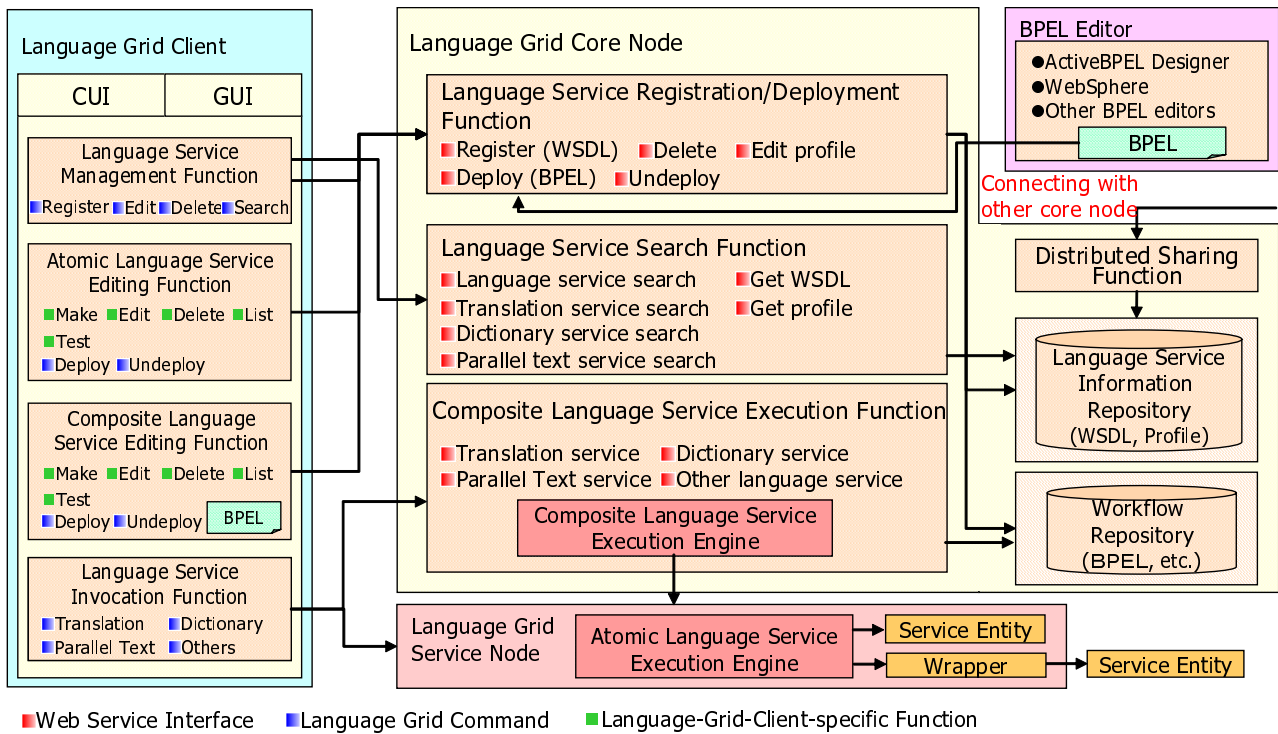 Language Grid Client
CUI
GUI
Language Service
Management Function
Register Edit Delete Search
Atomic Language Service
Editing Function
Make Edit Delete List
Test
Deploy Undeploy
Composite Language
Service Editing Function
Make Edit Delete List
Test
Deploy Undeploy
BPEL
Language Service
Invocation Function
Translation Dictionary
Parallel Text Others
Language Grid Core Node
Language Service Registration/Deployment
Function
Register (WSDL) Delete Edit profile
Deploy (BPEL) Undeploy
Language Service Search Function
Language service search Get WSDL
Translation service search Get profile
Dictionary service search
Parallel text service search
Composite Language Service Execution Function
Translation service Dictionary service
Parallel Text service Other language service
Composite Language Service
Execution Engine
BPEL Editor
●ActiveBPEL Designer
●WebSphere
●Other BPEL editors
BPEL
Connecting with
other core node
Distributed Sharing
Function
Language Service
Information
Repository
(WSDL, Profile)
Workflow
Repository
(BPEL, etc.)
Language Grid
Service Node
Atomic Language Service
Execution Engine
Service Entity
Wrapper
Service Entity
Web Service Interface
Language Grid Command
Language-Grid-Client-specific Function